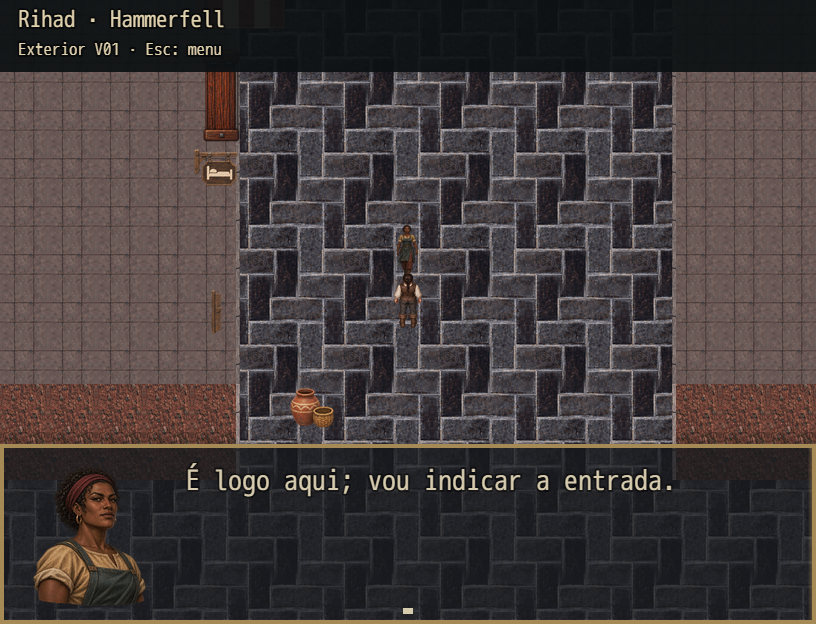 Rihad · Hammerfell
Exterior V01 · Esc: menu
É logo aqui; vou indicar a entrada.